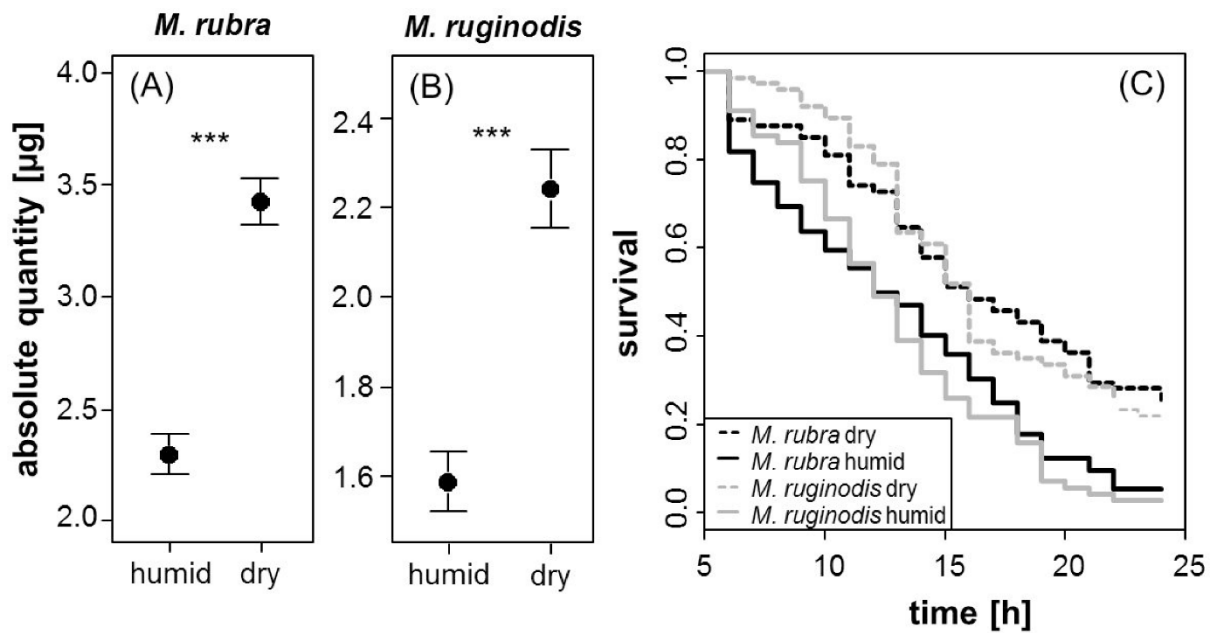 M. rubra
M. ruginodis
(A)
(B)
(C)
***
***
absolute quantity [µg]
4.0
3.5
3.0
2.5
2.0
humid
dry
2.4
2.2
2.0
1.8
1.6
humid
dry
survival
1.0
0.8
0.6
0.4
0.2
0.0
M. rubra dry
M. rubra humid
M. ruginodis dry
M. ruginodis humid
5
10
15
20
25
time [h]